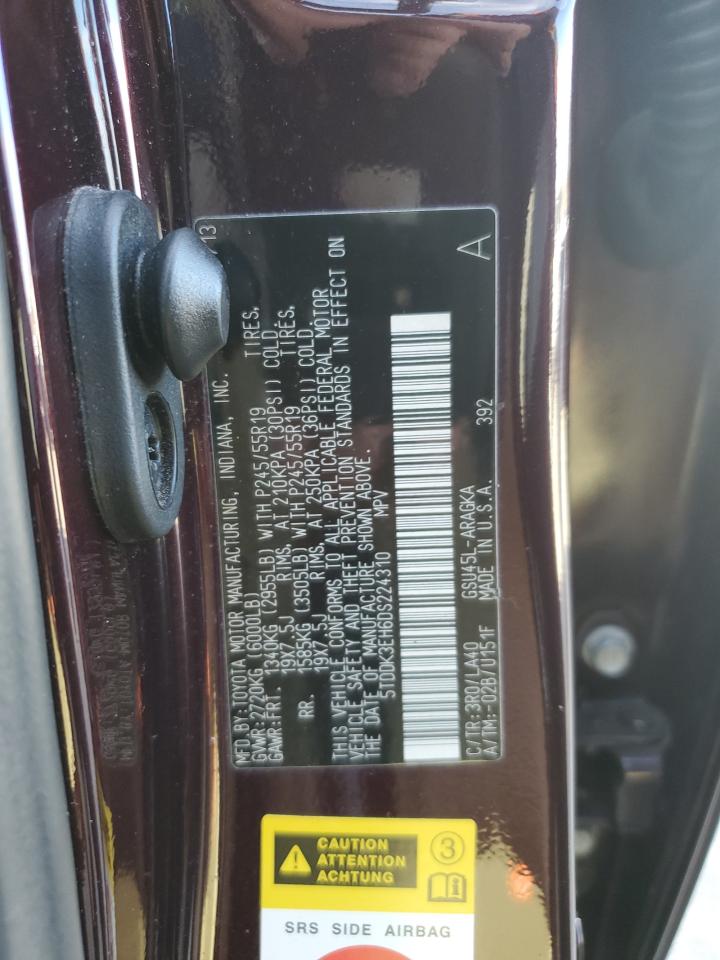 MFD.BY:TOYOTA MOTOR MANUFACTURING, INDIANA, INC. 13
GVWR:2720KG (6000LB)
GAWR:FRT. 1340KG (2955LB) WITH P245/55R19 TIRES,
19X7.5J RIMS, AT 210KPA (30PSI) COLD.
RR. 1585KG (3505LB) WITH P245/55R19 TIRES,
19X7.5J RIMS, AT 250KPA (36PSI) COLD.
THIS VEHICLE CONFORMS TO ALL APPLICABLE FEDERAL MOTOR
VEHICLE SAFETY AND THEFT PREVENTION STANDARDS IN EFFECT ON
THE DATE OF MANUFACTURE SHOWN ABOVE.
5TDDK3EH6DS224310 MPV
A
C/TR:3R0/LA40 GSU45L-ARAGKA
A/TM:-02B/U151F MADE IN U.S.A. 392
CAUTION
ATTENTION
ACHTUNG
3
SRS SIDE AIRBAG